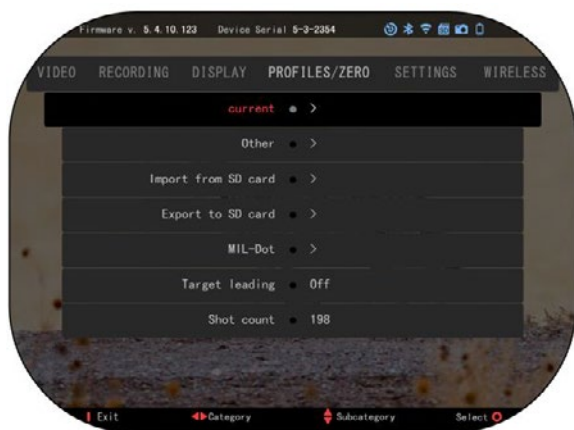 Firmware v. 5.4.10.123 Device Serial 5-3-2354
VIDEO RECORDING DISPLAY PROFILES/ZERO SETTINGS WIRELESS
current >
Other >
Import from SD card >
Export to SD card >
MIL-Dot >
Target leading Off
Shot count 198
Exit Category Subcategory Select